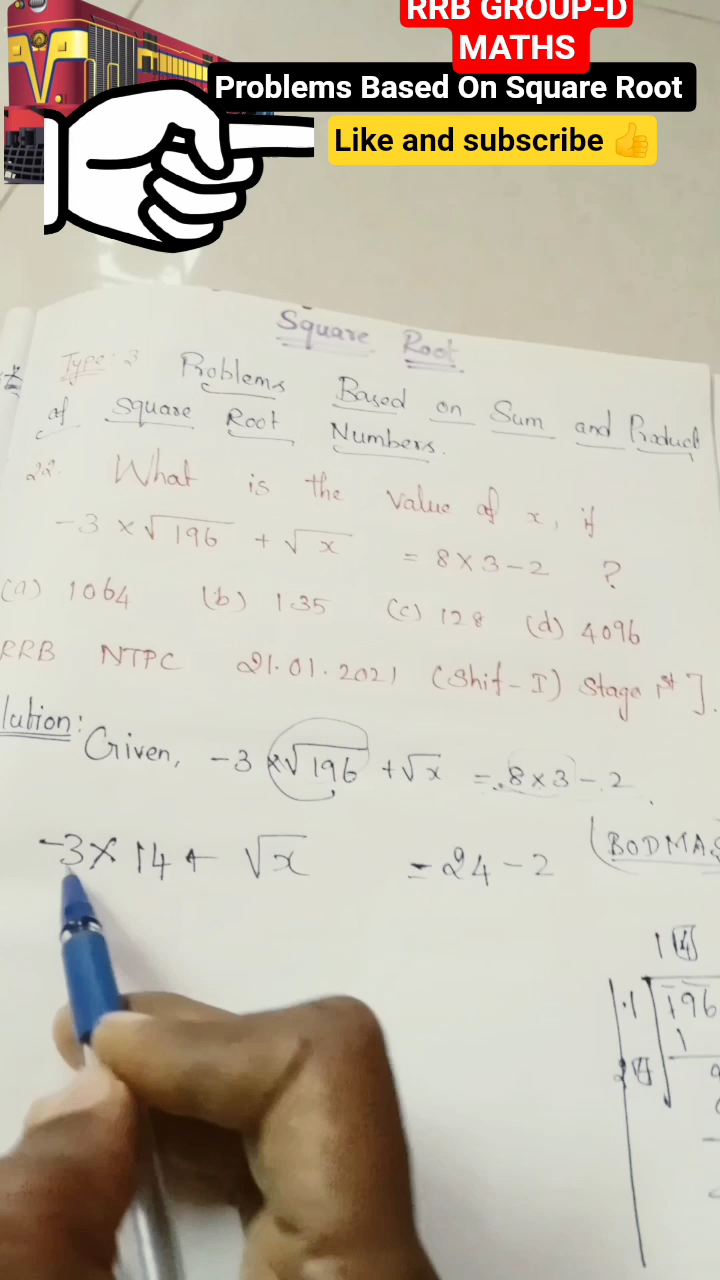 RRB GROUP-D
MATHS
Problems Based On Square Root
Like and subscribe 👍
Square Root
Type: 3 Problems Based on Sum and Product
of Square Root Numbers.
22. What is the value of x, if
-3 × √196 + √x = 8×3-2 ?
(a) 1064 (b) 135 (c) 128 (d) 4096
RRB NTPC 21.01.2021 (Shif-I) Stage 1st].
lution:
Given, -3 × √196 + √x = 8×3-2
-3× 14 + √x = 24-2
(BODMAS
14
1 196
1
24